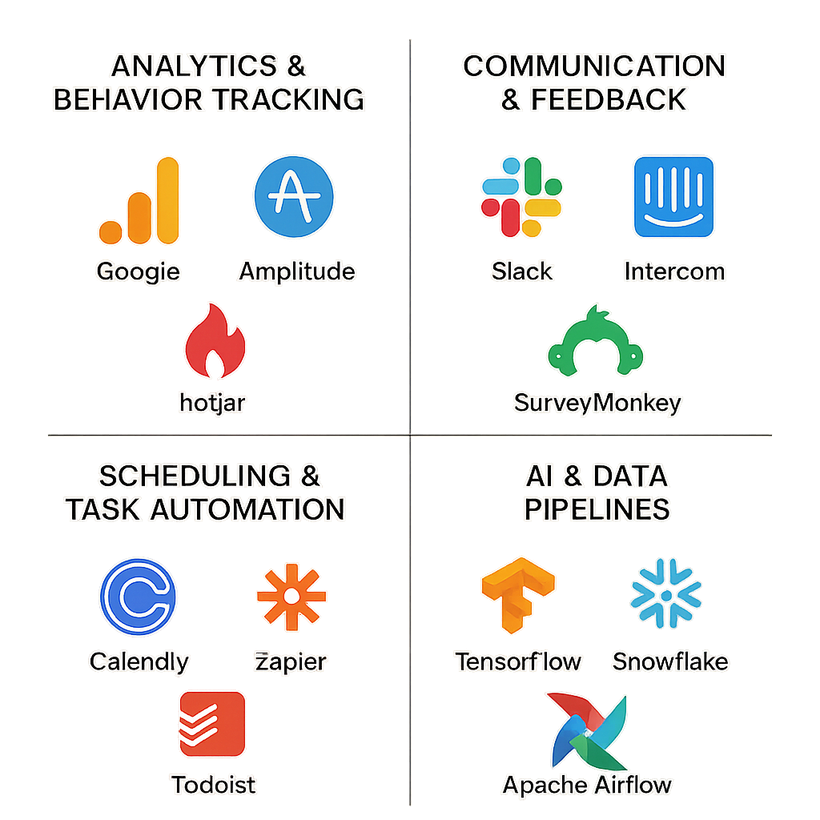 ANALYTICS &
BEHAVIOR TRACKING
Googie
Amplitude
hotjar
COMMUNICATION
& FEEDBACK
Slack
Intercom
SurveyMonkey
SCHEDULING &
TASK AUTOMATION
Calendly
Zapier
Todoist
AI & DATA
PIPELINES
Tensorflow
Snowflake
Apache Airflow